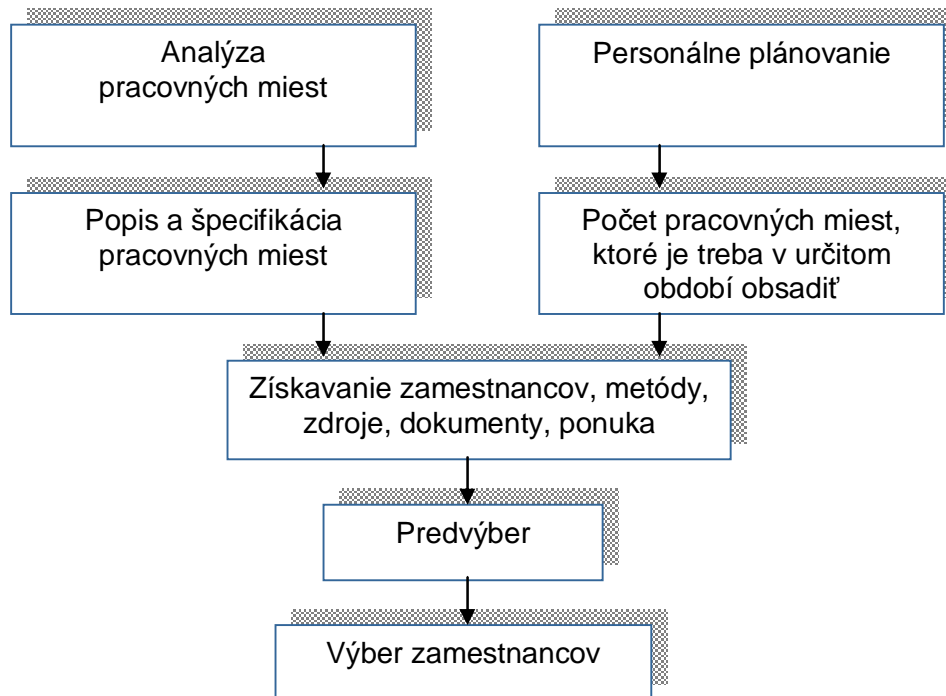 Analýza
pracovných miest
Personálne plánovanie
Popis a špecifikácia
pracovných miest
Počet pracovných miest,
ktoré je treba v určitom
období obsadiť
Získavanie zamestnancov, metódy,
zdroje, dokumenty, ponuka
Predvýber
Výber zamestnancov